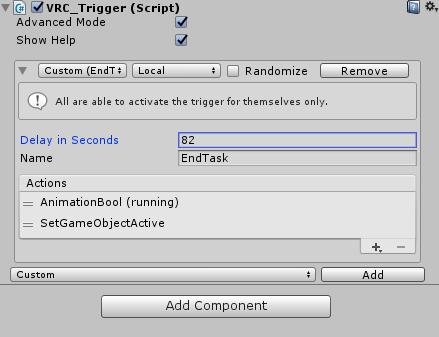 VRC_Trigger (Script)
Advanced Mode
Show Help
Custom (EndT Local Randomize Remove
All are able to activate the trigger for themselves only.
Delay in Seconds 82
Name EndTask
Actions
AnimationBool (running)
SetGameObjectActive
Custom Add
Add Component